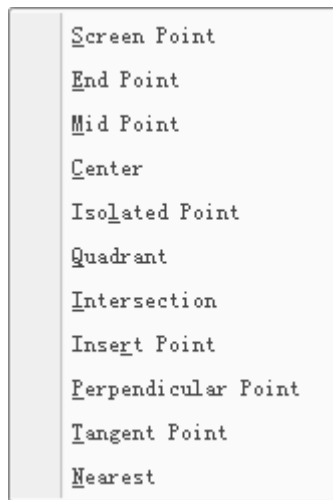 Screen Point
End Point
Mid Point
Center
Isolated Point
Quadrant
Intersection
Insert Point
Perpendicular Point
Tangent Point
Nearest